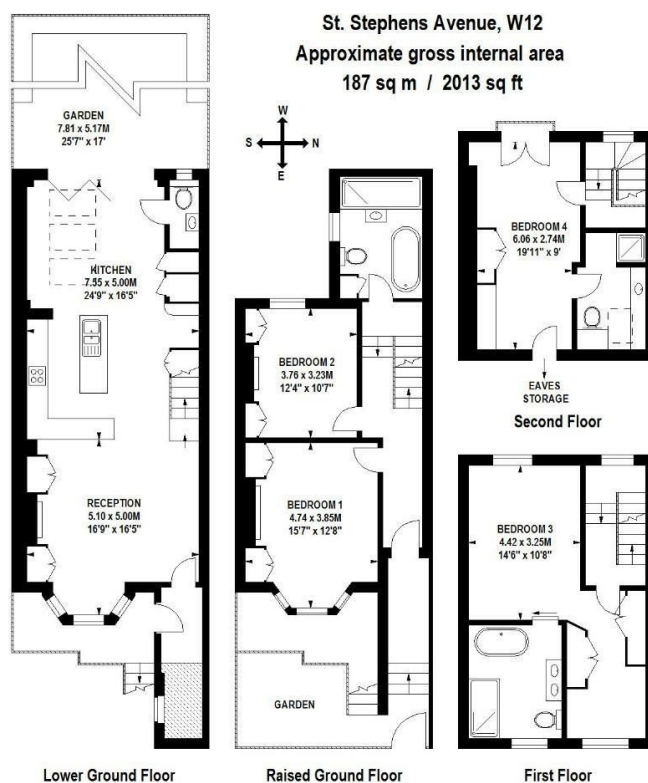 St. Stephens Avenue, W12
Approximate gross internal area
187 sq m / 2013 sq ft
W
S N
E
GARDEN
7.81 x 5.17M
25'7" x 17'
KITCHEN
7.55 x 5.00M
24'9" x 16'5"
RECEPTION
5.10 x 5.00M
16'9" x 16'5"
Lower Ground Floor
BEDROOM 2
3.76 x 3.23M
12'4" x 10'7"
BEDROOM 1
4.74 x 3.85M
15'7" x 12'8"
GARDEN
Raised Ground Floor
BEDROOM 4
6.06 x 2.74M
19'11" x 9'
EAVES
STORAGE
Second Floor
BEDROOM 3
4.42 x 3.25M
14'6" x 10'8"
First Floor